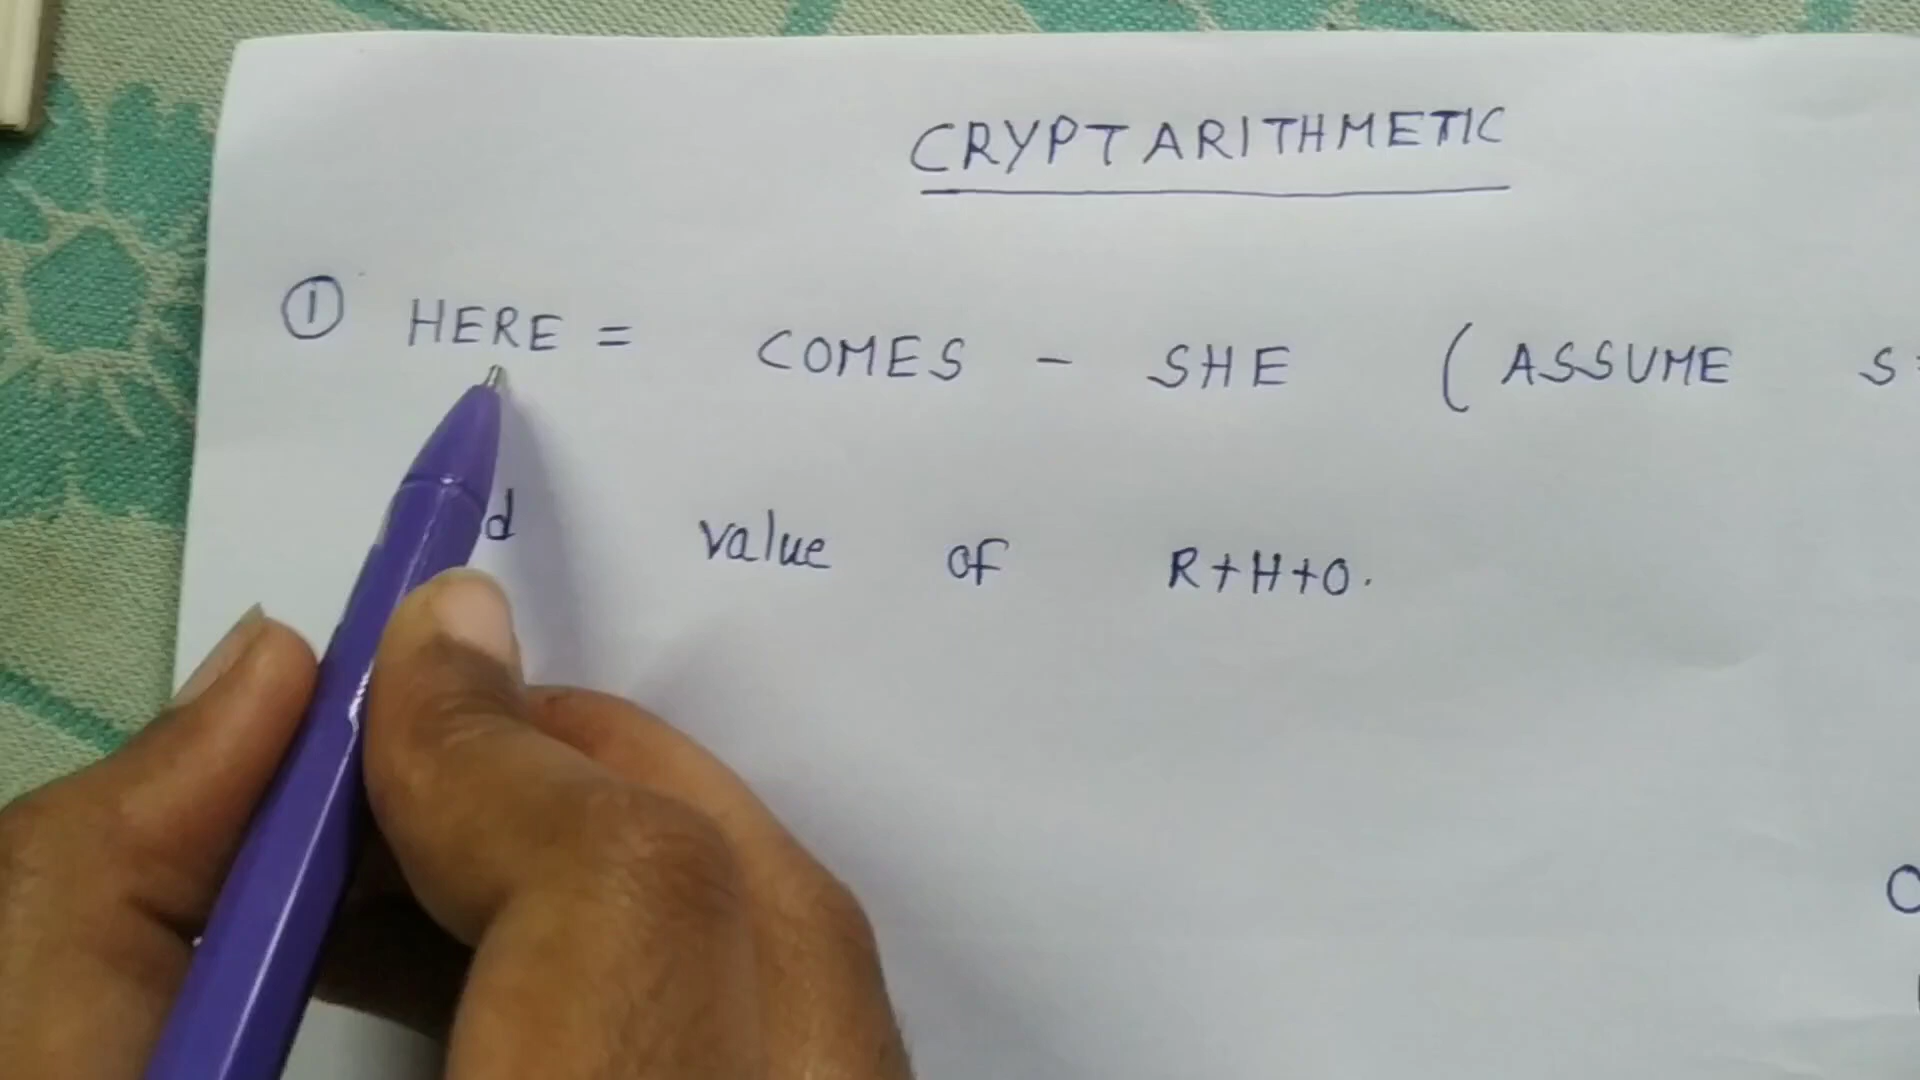 CRYPTARITHMETIC
① HERE = COMES - SHE (ASSUME S
value of R+H+O.